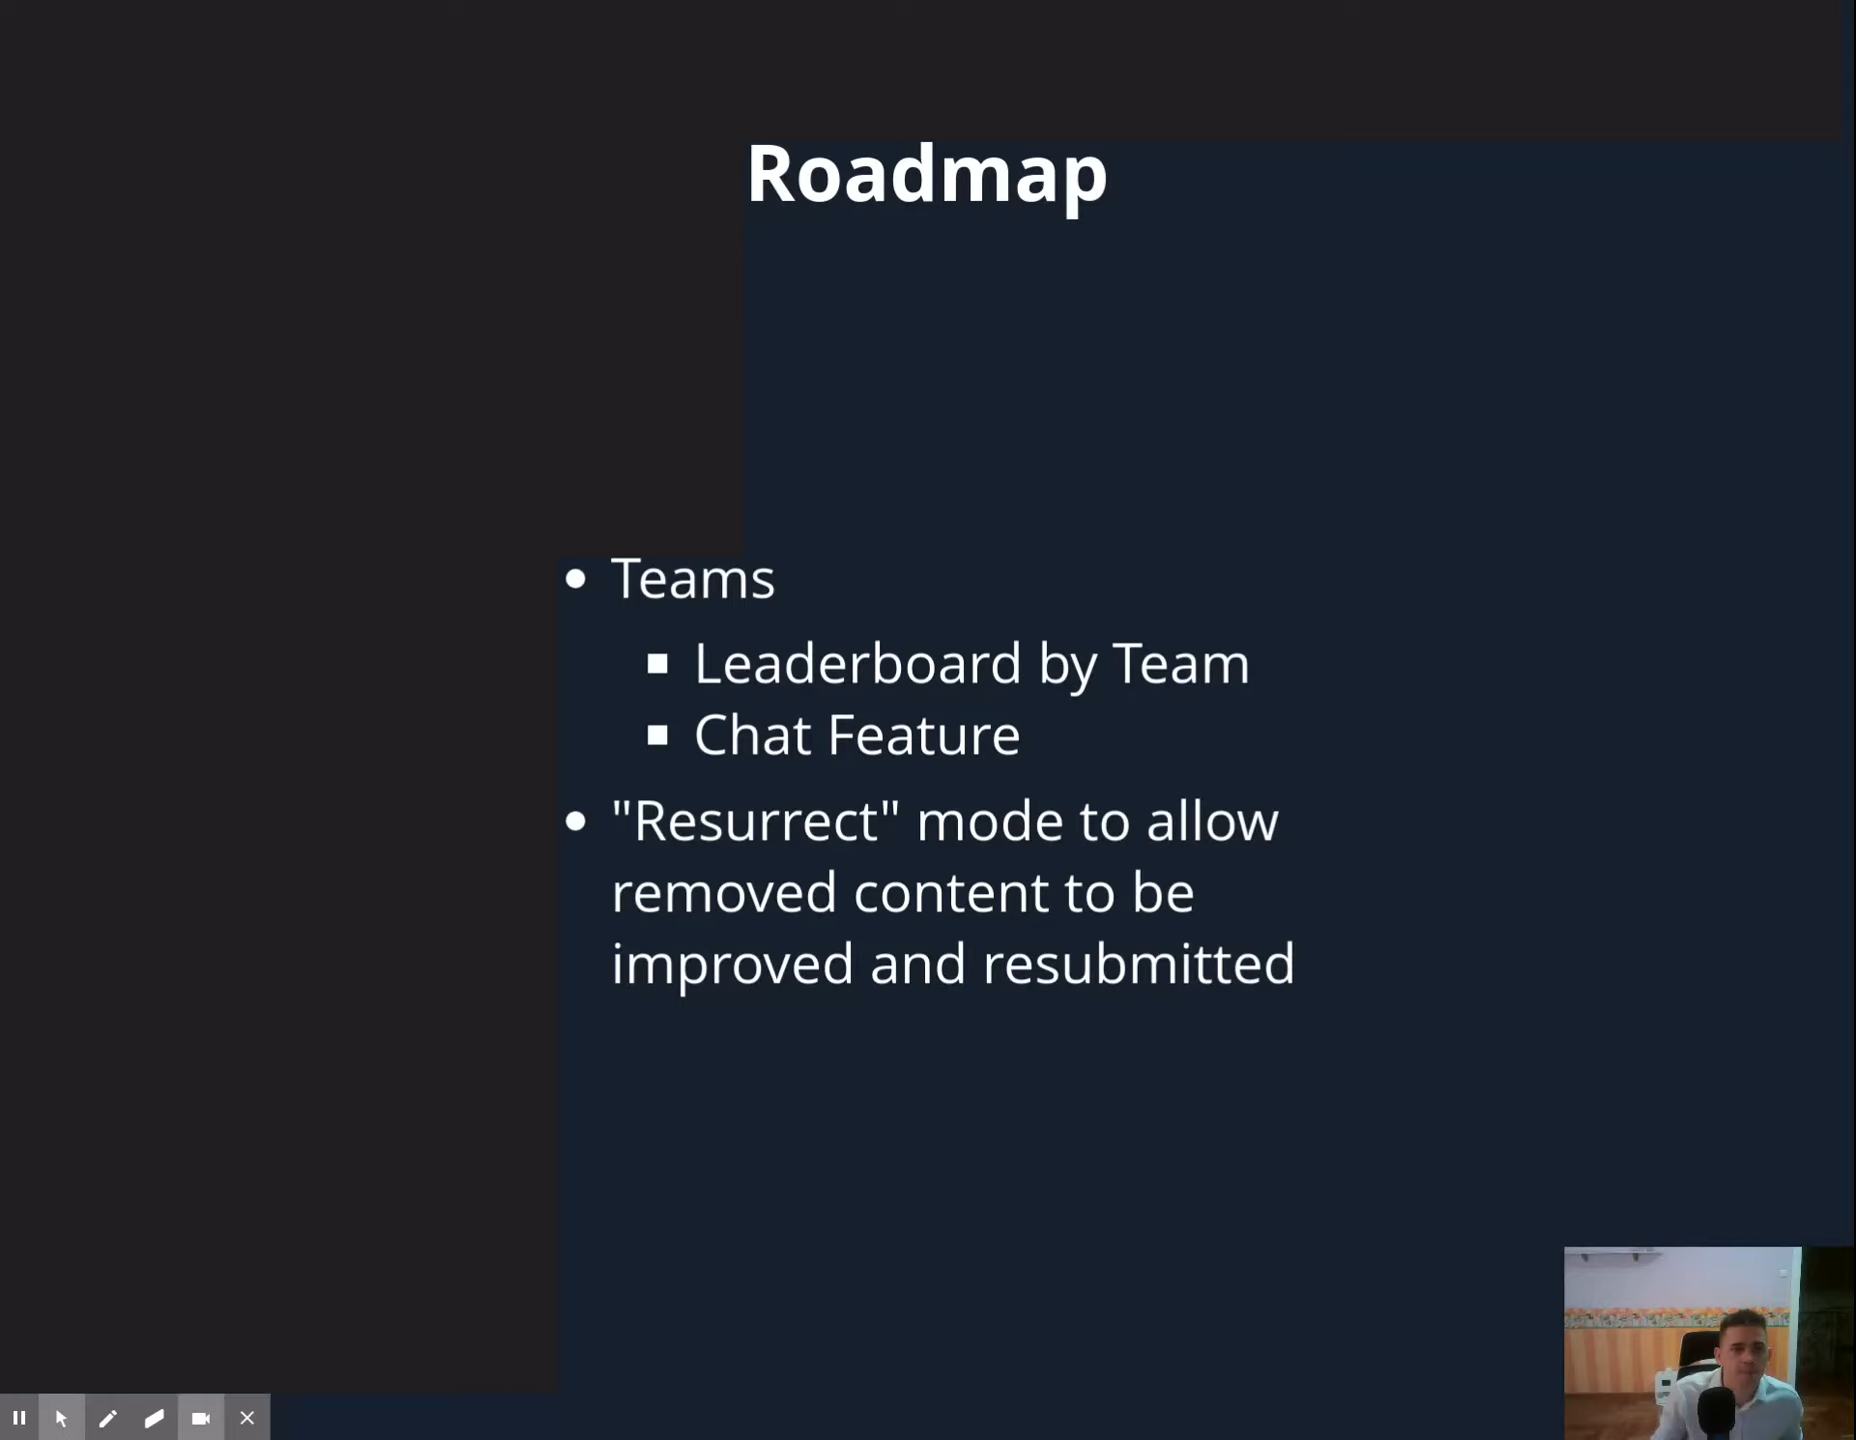 Roadmap
• Teams
▪ Leaderboard by Team
▪ Chat Feature
• "Resurrect" mode to allow
removed content to be
improved and resubmitted